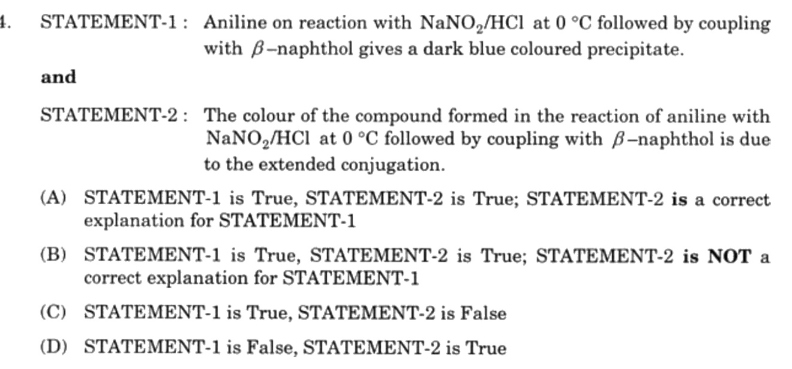 4. STATEMENT-1 : Aniline on reaction with NaNO₂/HCl at 0 °C followed by coupling
with β–naphthol gives a dark blue coloured precipitate.
and
STATEMENT-2 : The colour of the compound formed in the reaction of aniline with
NaNO₂/HCl at 0 °C followed by coupling with β–naphthol is due
to the extended conjugation.
(A) STATEMENT-1 is True, STATEMENT-2 is True; STATEMENT-2 is a correct
explanation for STATEMENT-1
(B) STATEMENT-1 is True, STATEMENT-2 is True; STATEMENT-2 is NOT a
correct explanation for STATEMENT-1
(C) STATEMENT-1 is True, STATEMENT-2 is False
(D) STATEMENT-1 is False, STATEMENT-2 is True